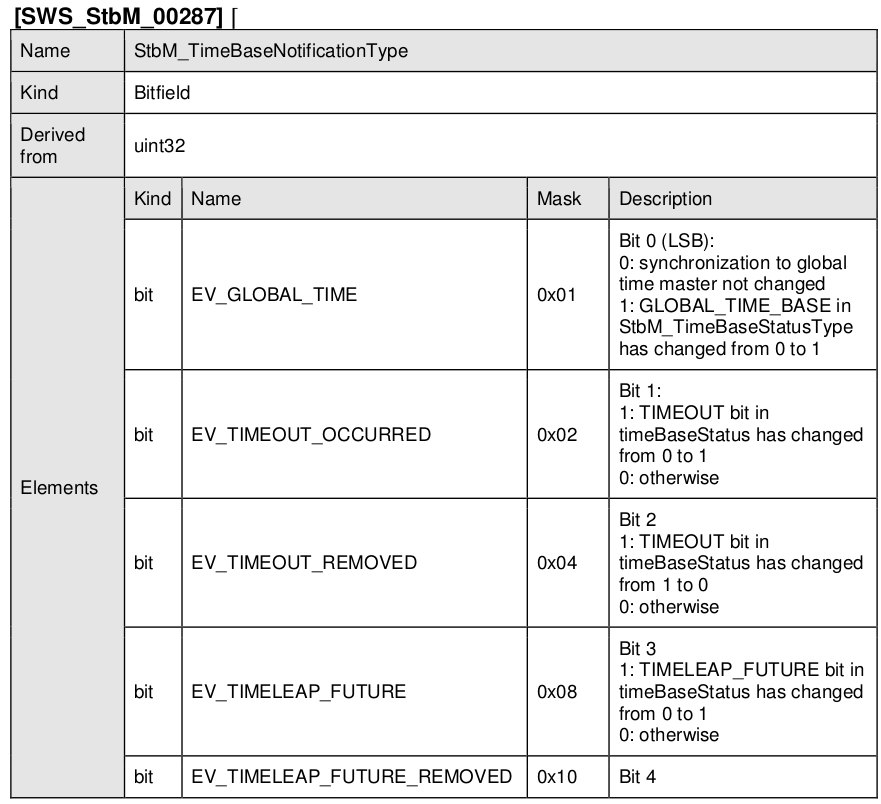 [SWS_StbM_00287] ⌈
Name StbM_TimeBaseNotificationType
Kind Bitfield
Derived
from
uint32
Elements
Kind Name Mask Description
bit EV_GLOBAL_TIME 0x01
Bit 0 (LSB):
0: synchronization to global
time master not changed
1: GLOBAL_TIME_BASE in
StbM_TimeBaseStatusType
has changed from 0 to 1
bit EV_TIMEOUT_OCCURRED 0x02
Bit 1:
1: TIMEOUT bit in
timeBaseStatus has changed
from 0 to 1
0: otherwise
bit EV_TIMEOUT_REMOVED 0x04
Bit 2
1: TIMEOUT bit in
timeBaseStatus has changed
from 1 to 0
0: otherwise
bit EV_TIMELEAP_FUTURE 0x08
Bit 3
1: TIMELEAP_FUTURE bit in
timeBaseStatus has changed
from 0 to 1
0: otherwise
bit EV_TIMELEAP_FUTURE_REMOVED 0x10 Bit 4